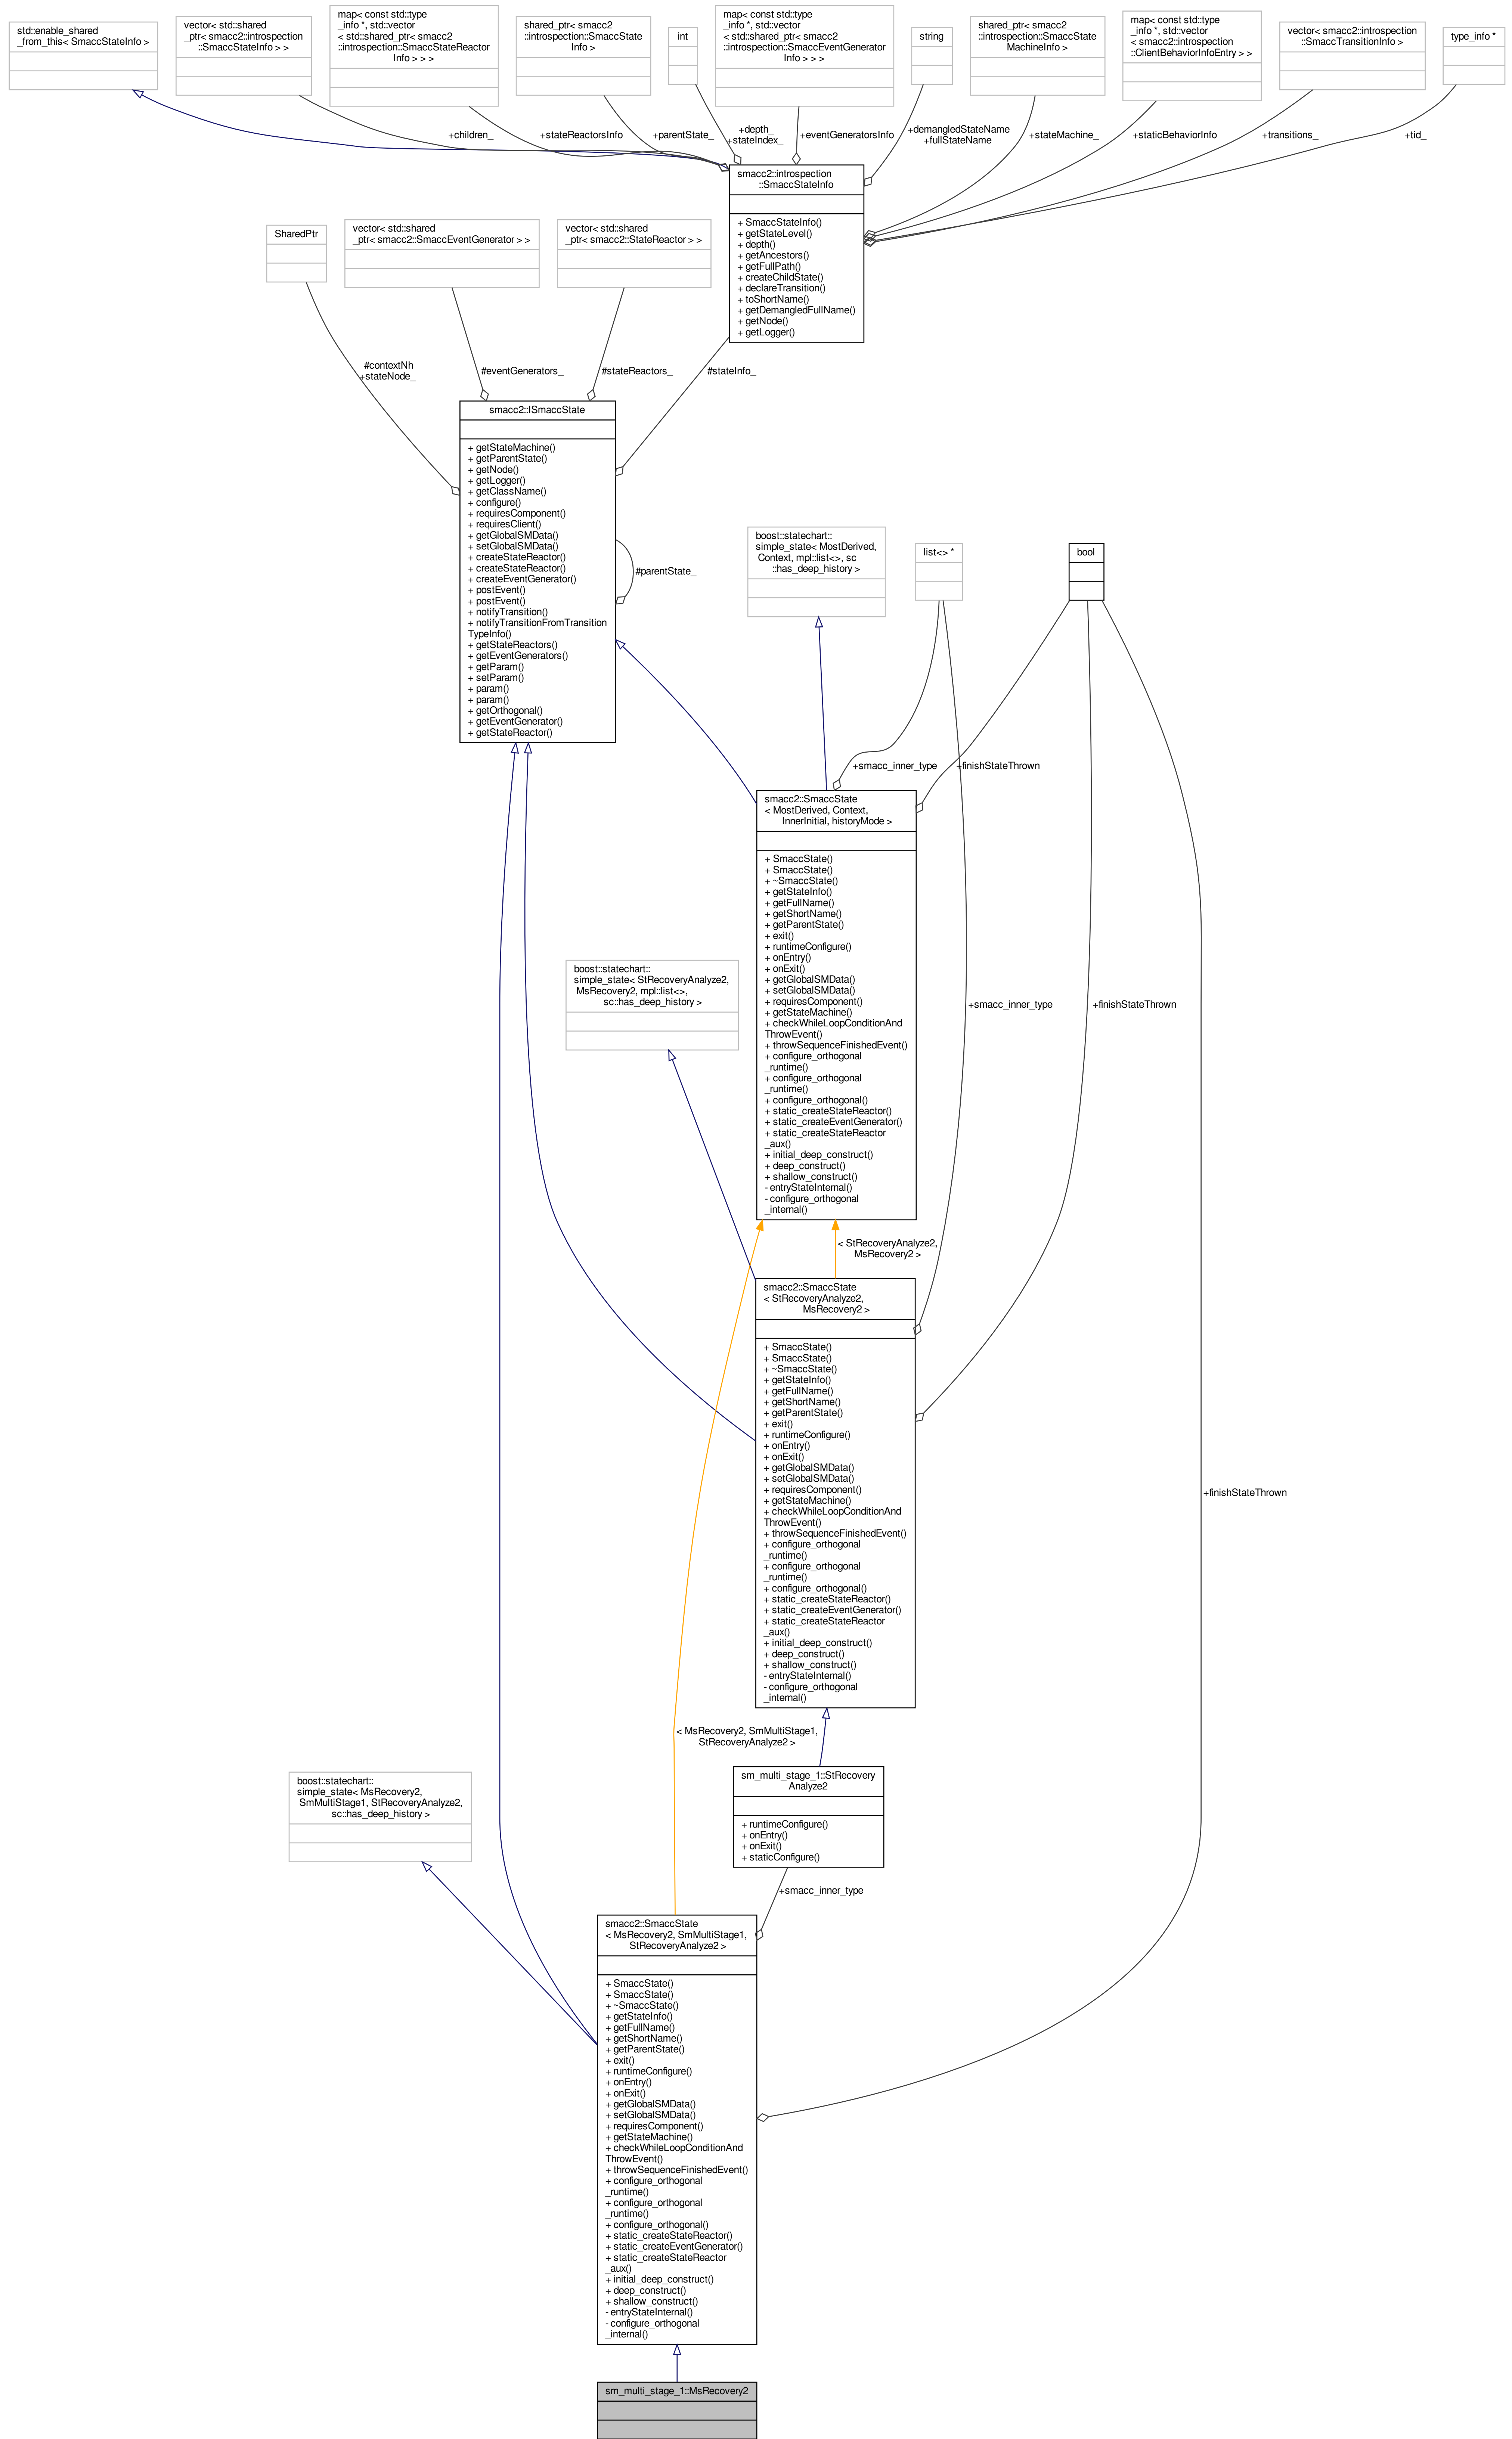 std::enable_shared
_from_this< SmaccStateInfo >
vector< std::shared
_ptr< smacc2::introspection
::SmaccStateInfo > >
map< const std::type
_info *, std::vector
< std::shared_ptr< smacc2
::introspection::SmaccStateReactor
Info > > >
shared_ptr< smacc2
::introspection::SmaccState
Info >
int
map< const std::type
_info *, std::vector
< std::shared_ptr< smacc2
::introspection::SmaccEventGenerator
Info > > >
string
shared_ptr< smacc2
::introspection::SmaccState
MachineInfo >
map< const std::type
_info *, std::vector
< smacc2::introspection
::ClientBehaviorInfoEntry > >
vector< smacc2::introspection
::SmaccTransitionInfo >
type_info *
+children_
+stateReactorsInfo
+parentState_
+depth_
+stateIndex_
+eventGeneratorsInfo
+demangledStateName
+fullStateName
+stateMachine_
+staticBehaviorInfo
+transitions_
+tid_
smacc2::introspection
::SmaccStateInfo
+ SmaccStateInfo()
+ getStateLevel()
+ depth()
+ getAncestors()
+ getFullPath()
+ createChildState()
+ declareTransition()
+ toShortName()
+ getDemangledFullName()
+ getNode()
+ getLogger()
SharedPtr
vector< std::shared
_ptr< smacc2::SmaccEventGenerator > >
vector< std::shared
_ptr< smacc2::StateReactor > >
#contextNh
+stateNode_
#eventGenerators_
#stateReactors_
#stateInfo_
smacc2::ISmaccState
+ getStateMachine()
+ getParentState()
+ getNode()
+ getLogger()
+ getClassName()
+ configure()
+ requiresComponent()
+ requiresClient()
+ getGlobalSMData()
+ setGlobalSMData()
+ createStateReactor()
+ createStateReactor()
+ createEventGenerator()
+ postEvent()
+ postEvent()
+ notifyTransition()
+ notifyTransitionFromTransition
TypeInfo()
+ getStateReactors()
+ getEventGenerators()
+ getParam()
+ setParam()
+ param()
+ param()
+ getOrthogonal()
+ getEventGenerator()
+ getStateReactor()
#parentState_
boost::statechart::
simple_state< MostDerived,
Context, mpl::list<>, sc
::has_deep_history >
list<> *
bool
+smacc_inner_type
+finishStateThrown
smacc2::SmaccState
< MostDerived, Context,
InnerInitial, historyMode >
+ SmaccState()
+ SmaccState()
+ ~SmaccState()
+ getStateInfo()
+ getFullName()
+ getShortName()
+ getParentState()
+ exit()
+ runtimeConfigure()
+ onEntry()
+ onExit()
+ getGlobalSMData()
+ setGlobalSMData()
+ requiresComponent()
+ getStateMachine()
+ checkWhileLoopConditionAnd
ThrowEvent()
+ throwSequenceFinishedEvent()
+ configure_orthogonal
_runtime()
+ configure_orthogonal
_runtime()
+ configure_orthogonal()
+ static_createStateReactor()
+ static_createEventGenerator()
+ static_createStateReactor
_aux()
+ initial_deep_construct()
+ deep_construct()
+ shallow_construct()
- entryStateInternal()
- configure_orthogonal
_internal()
boost::statechart::
simple_state< StRecoveryAnalyze2,
MsRecovery2, mpl::list<>,
sc::has_deep_history >
+smacc_inner_type
+finishStateThrown
< StRecoveryAnalyze2,
MsRecovery2 >
smacc2::SmaccState
< StRecoveryAnalyze2,
MsRecovery2 >
+ SmaccState()
+ SmaccState()
+ ~SmaccState()
+ getStateInfo()
+ getFullName()
+ getShortName()
+ getParentState()
+ exit()
+ runtimeConfigure()
+ onEntry()
+ onExit()
+ getGlobalSMData()
+ setGlobalSMData()
+ requiresComponent()
+ getStateMachine()
+ checkWhileLoopConditionAnd
ThrowEvent()
+ throwSequenceFinishedEvent()
+ configure_orthogonal
_runtime()
+ configure_orthogonal
_runtime()
+ configure_orthogonal()
+ static_createStateReactor()
+ static_createEventGenerator()
+ static_createStateReactor
_aux()
+ initial_deep_construct()
+ deep_construct()
+ shallow_construct()
- entryStateInternal()
- configure_orthogonal
_internal()
+finishStateThrown
< MsRecovery2, SmMultiStage1,
StRecoveryAnalyze2 >
boost::statechart::
simple_state< MsRecovery2,
SmMultiStage1, StRecoveryAnalyze2,
sc::has_deep_history >
sm_multi_stage_1::StRecovery
Analyze2
+ runtimeConfigure()
+ onEntry()
+ onExit()
+ staticConfigure()
+smacc_inner_type
smacc2::SmaccState
< MsRecovery2, SmMultiStage1,
StRecoveryAnalyze2 >
+ SmaccState()
+ SmaccState()
+ ~SmaccState()
+ getStateInfo()
+ getFullName()
+ getShortName()
+ getParentState()
+ exit()
+ runtimeConfigure()
+ onEntry()
+ onExit()
+ getGlobalSMData()
+ setGlobalSMData()
+ requiresComponent()
+ getStateMachine()
+ checkWhileLoopConditionAnd
ThrowEvent()
+ throwSequenceFinishedEvent()
+ configure_orthogonal
_runtime()
+ configure_orthogonal
_runtime()
+ configure_orthogonal()
+ static_createStateReactor()
+ static_createEventGenerator()
+ static_createStateReactor
_aux()
+ initial_deep_construct()
+ deep_construct()
+ shallow_construct()
- entryStateInternal()
- configure_orthogonal
_internal()
sm_multi_stage_1::MsRecovery2